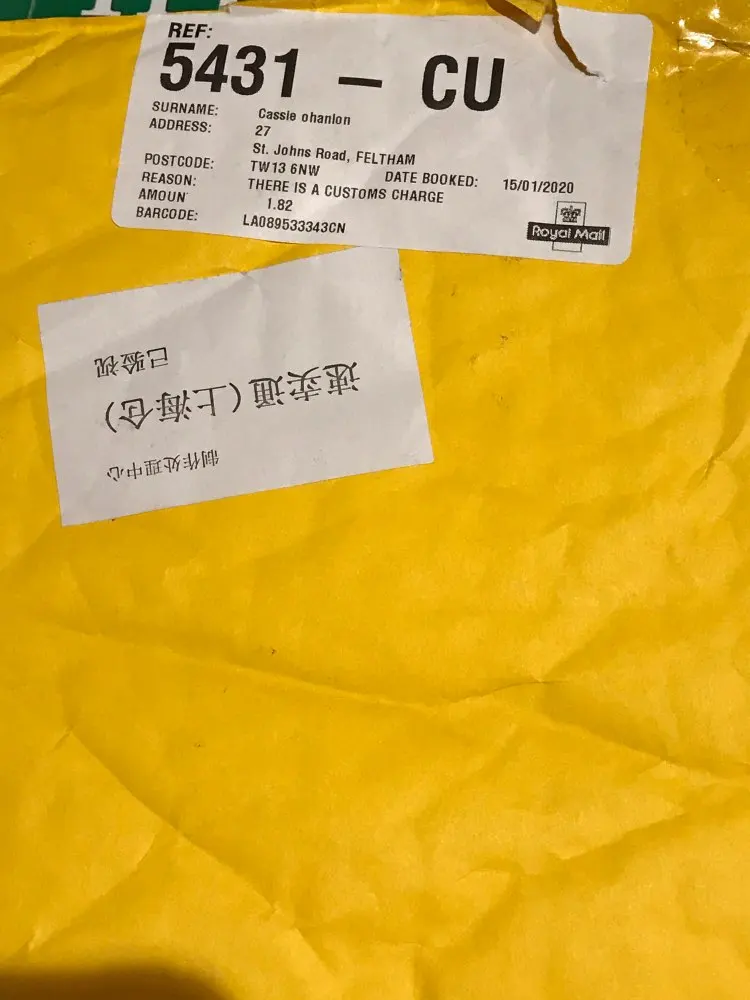 REF:
5431 – CU
SURNAME: Cassie ohanlon
ADDRESS: 27
St. Johns Road, FELTHAM
POSTCODE: TW13 6NW DATE BOOKED: 15/01/2020
REASON: THERE IS A CUSTOMS CHARGE
AMOUN 1.82
BARCODE: LA089533343CN
Royal Mail
制作处理中心
速卖通(上海仓)
已验视